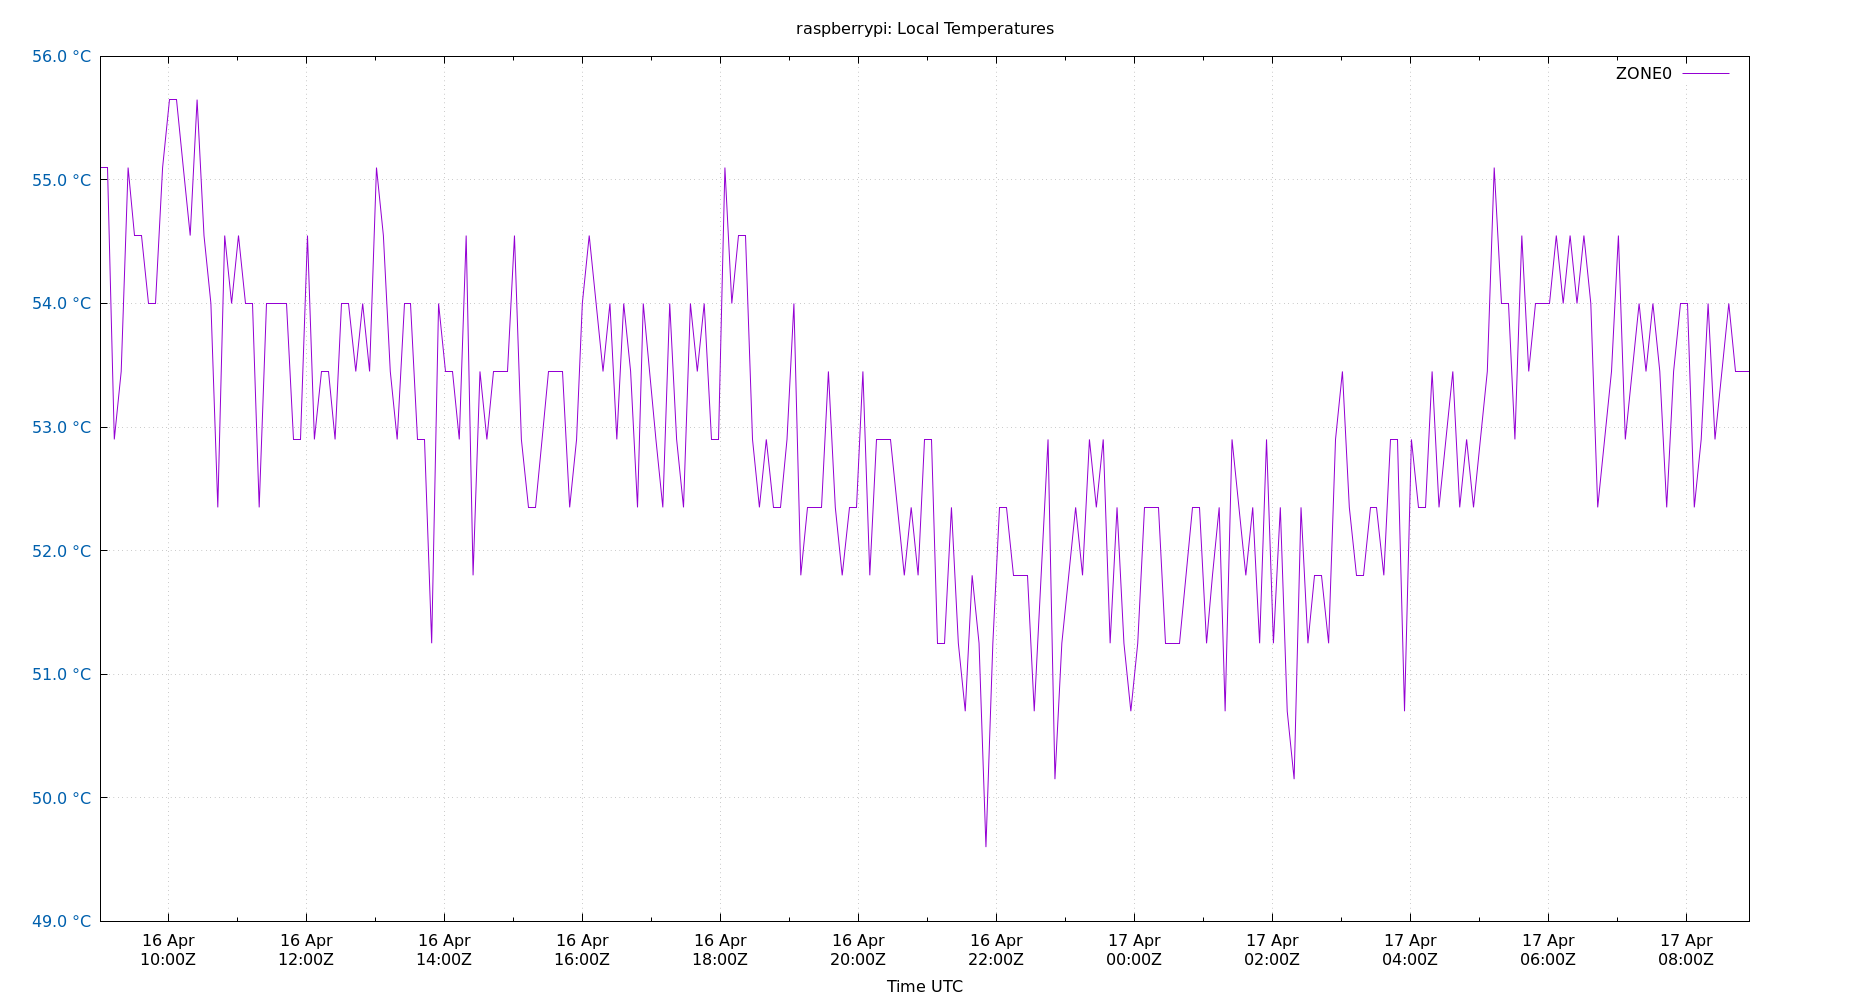 raspberrypi: Local Temperatures
ZONE0
56.0 °C
55.0 °C
54.0 °C
53.0 °C
52.0 °C
51.0 °C
50.0 °C
49.0 °C
16 Apr 16 Apr 16 Apr 16 Apr 16 Apr 16 Apr 16 Apr 17 Apr 17 Apr 17 Apr 17 Apr 17 Apr
10:00Z 12:00Z 14:00Z 16:00Z 18:00Z 20:00Z 22:00Z 00:00Z 02:00Z 04:00Z 06:00Z 08:00Z
Time UTC